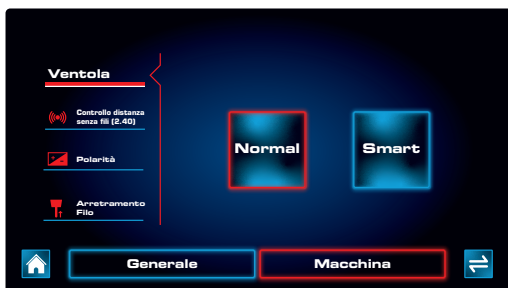 Ventola
Controllo distanza
senza fili (2.40)
Polarità
Arretramento
Filo
Normal
Smart
Generale
Macchina